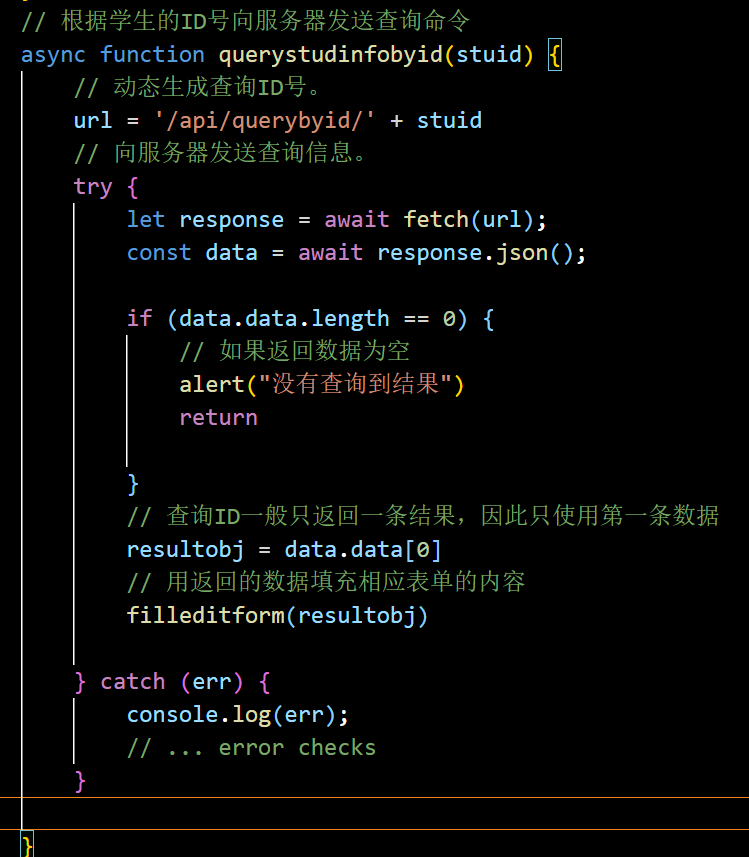 // 根据学生的ID号向服务器发送查询命令
async function querystudinfobyid(stuid) {
// 动态生成查询ID号。
url = '/api/querybyid/' + stuid
// 向服务器发送查询信息。
try {
let response = await fetch(url);
const data = await response.json();
if (data.data.length == 0) {
// 如果返回数据为空
alert("没有查询到结果")
return
}
// 查询ID一般只返回一条结果，因此只使用第一条数据
resultobj = data.data[0]
// 用返回的数据填充相应表单的内容
filleditform(resultobj)
} catch (err) {
console.log(err);
// ... error checks
}
}